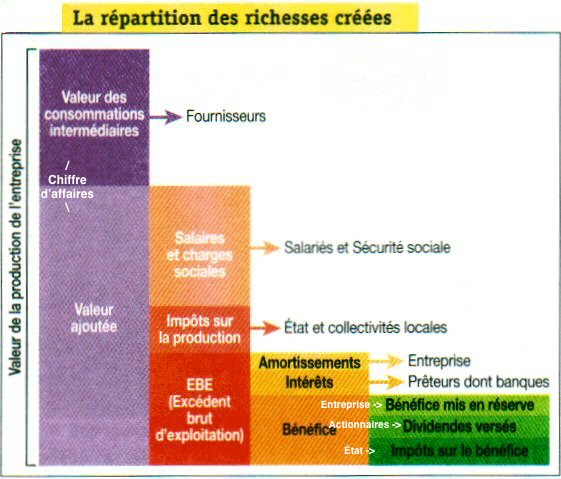 La répartition des richesses créées
Valeur de la production de l'entreprise
Valeur des
consommations
intermédiaires
Fournisseurs
/
Chiffre
d'affaires
\
Valeur
ajoutée
Salaires
et charges
sociales
Salariés et Sécurité sociale
Impôts sur
la production
État et collectivités locales
EBE
(Excédent
brut
d'exploitation)
Amortissements
Entreprise
Intérêts
Prêteurs dont banques
Bénéfice
Entreprise -> Bénéfice mis en réserve
Actionnaires -> Dividendes versés
État -> Impôts sur le bénéfice